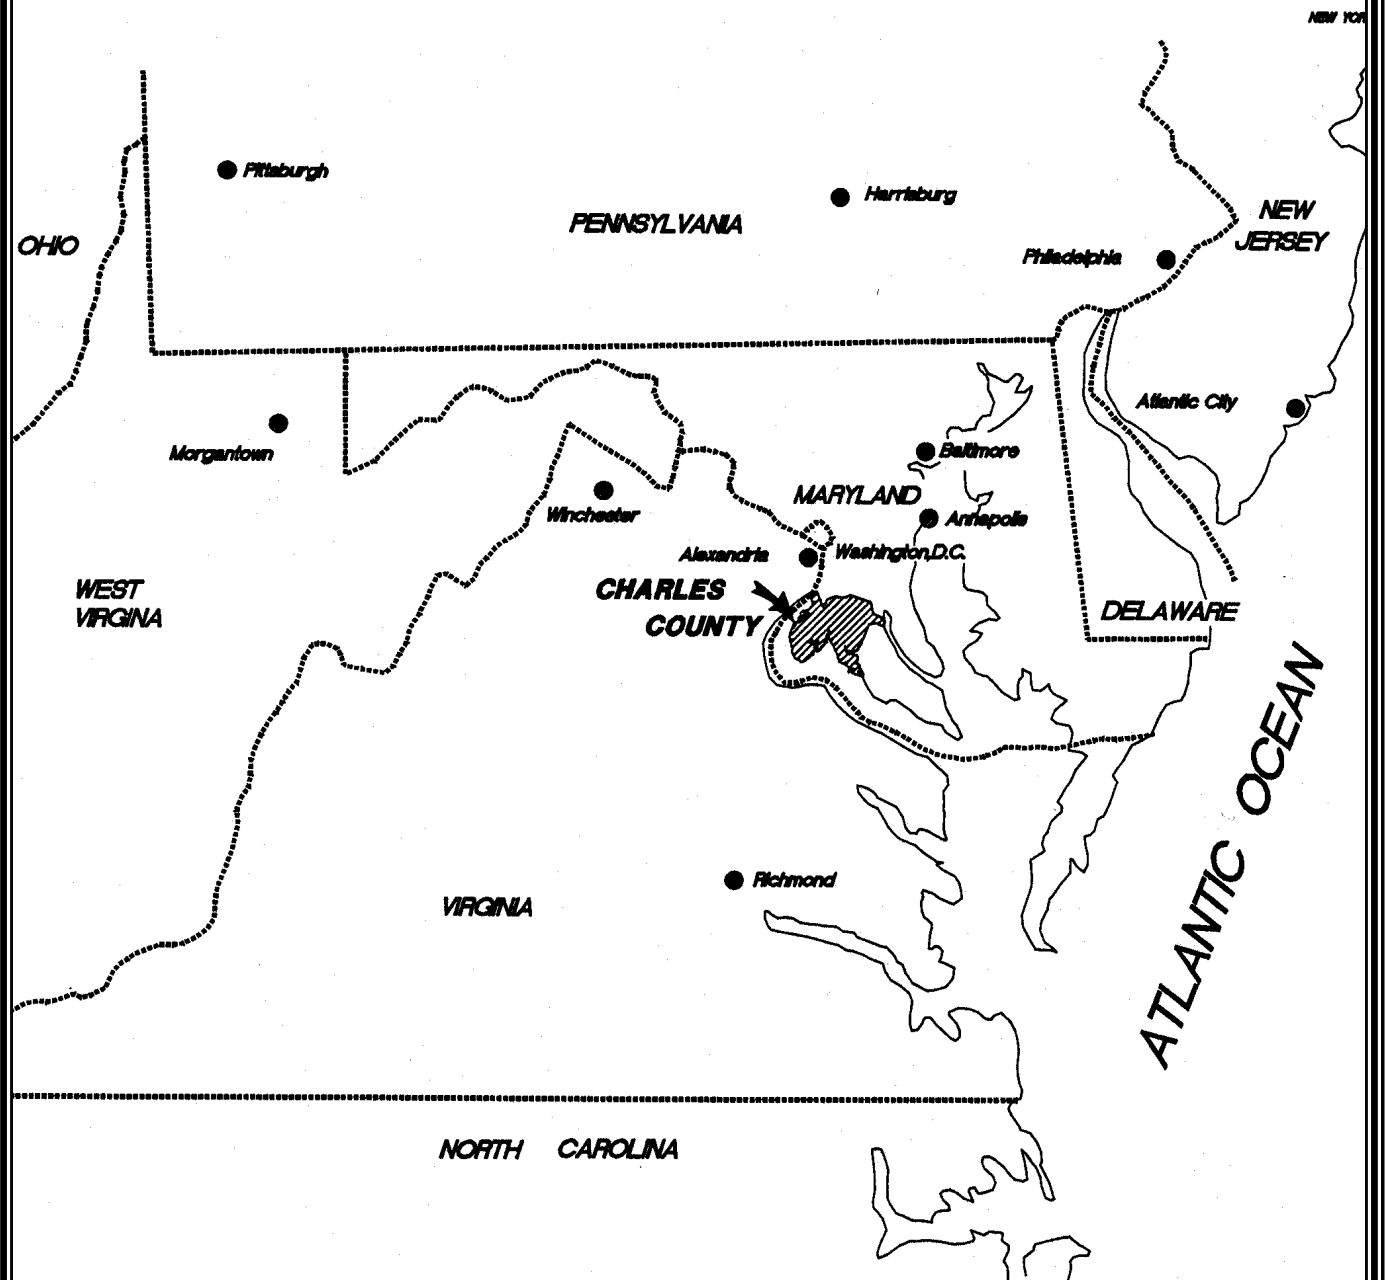 NEW YOR
Pittsburgh
Harrisburg
PENNSYLVANIA
NEW
JERSEY
OHIO
Philadelphia
Atlantic City
Morgantown
Baltimore
MARYLAND
Winchester
Annapolis
Alexandria
Washington,D.C.
WEST
VIRGINA
CHARLES
COUNTY
DELAWARE
ATLANTIC OCEAN
Richmond
VIRGINIA
NORTH CAROLINA